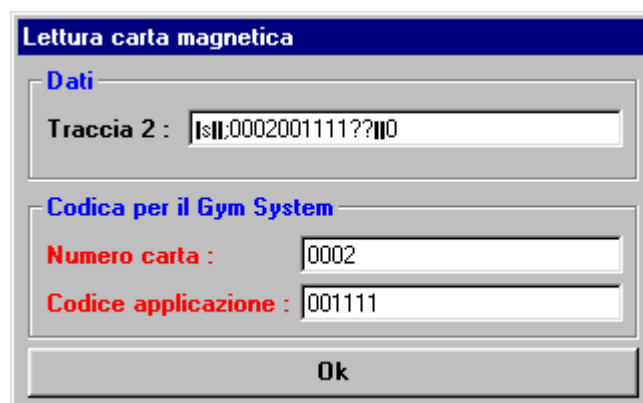 Lettura carta magnetica
Dati
Traccia 2 : |s||;0002001111??||0
Codica per il Gym System
Numero carta : 0002
Codice applicazione : 001111
Ok